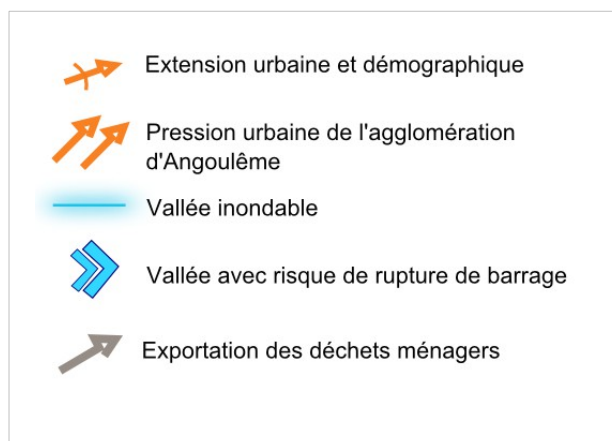 Extension urbaine et démographique
Pression urbaine de l'agglomération
d'Angoulême
Vallée inondable
Vallée avec risque de rupture de barrage
Exportation des déchets ménagers